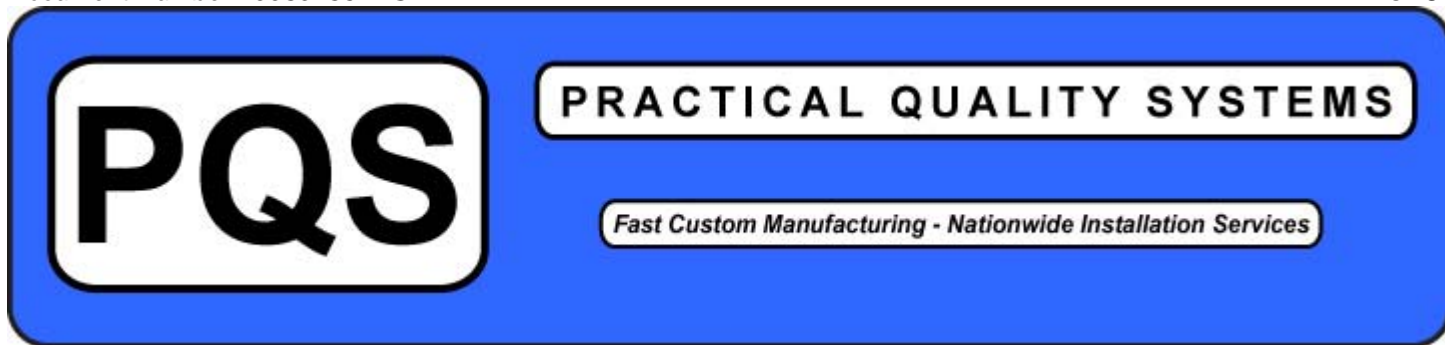 PQS
PRACTICAL QUALITY SYSTEMS
Fast Custom Manufacturing - Nationwide Installation Services